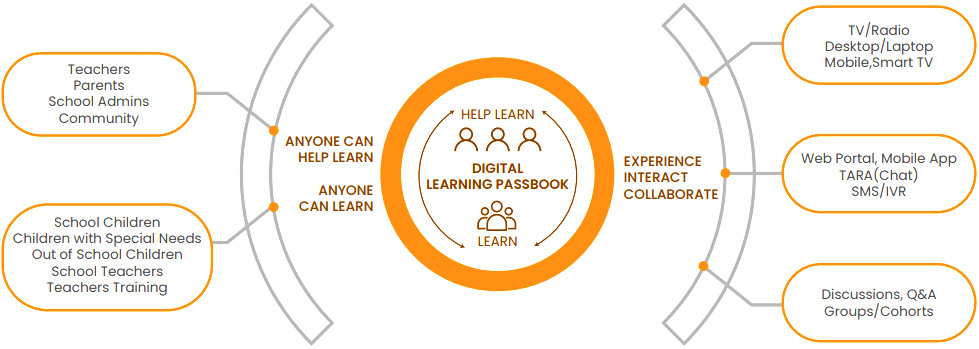 Teachers
Parents
School Admins
Community
School Children
Children with Special Needs
Out of School Children
School Teachers
Teachers Training
ANYONE CAN
HELP LEARN
ANYONE
CAN LEARN
HELP LEARN
DIGITAL
LEARNING PASSBOOK
LEARN
EXPERIENCE
INTERACT
COLLABORATE
TV/Radio
Desktop/Laptop
Mobile,Smart TV
Web Portal, Mobile App
TARA(Chat)
SMS/IVR
Discussions, Q&A
Groups/Cohorts